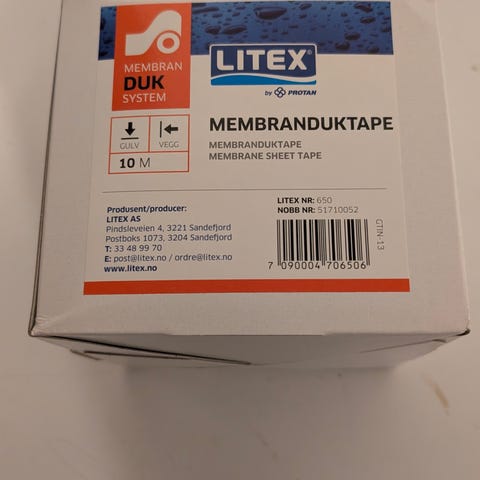 MEMBRAN
DUK
SYSTEM
LITEX®
by PROTAN
GULV
VEGG
10 M
MEMBRANDUKTAPE
MEMBRANDUKTAPE
MEMBRANE SHEET TAPE
Produsent/producer:
LITEX AS
Pindsleveien 4, 3221 Sandefjord
Postboks 1073, 3204 Sandefjord
T: 33 48 99 70
E: post@litex.no / ordre@litex.no
www.litex.no
LITEX NR: 650
NOBB NR: 51710052
GTIN-13
7 090004 706506